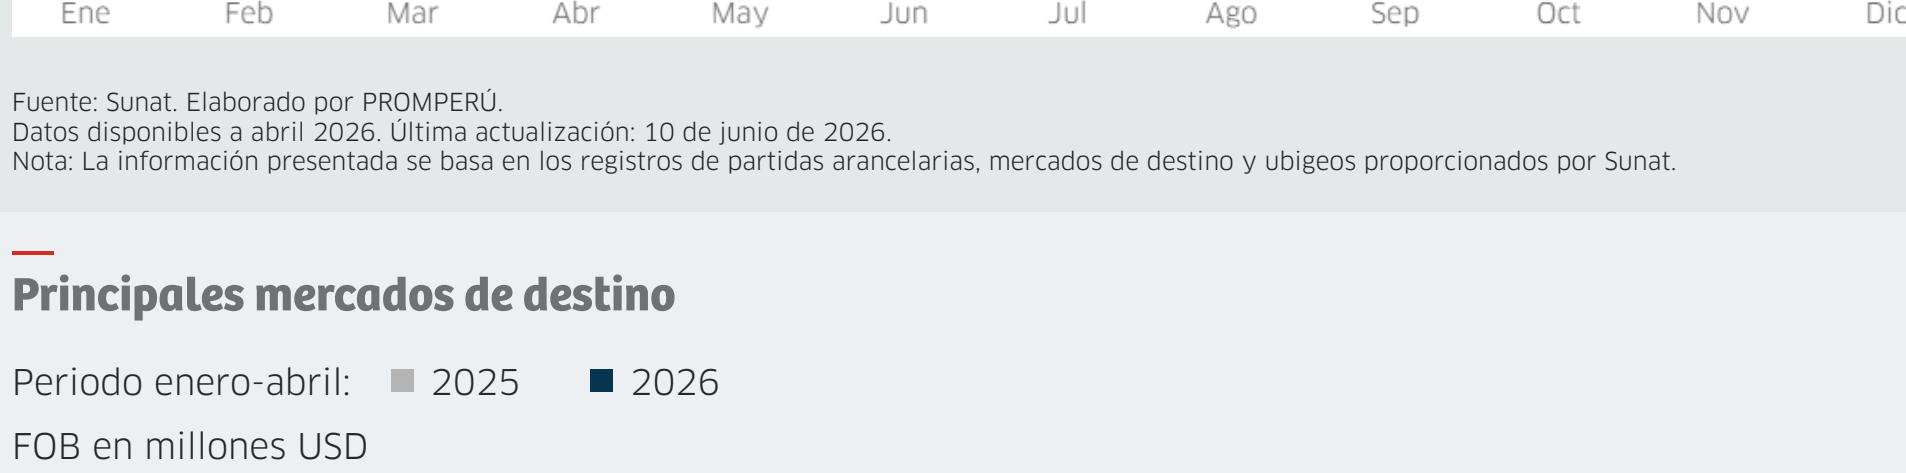 Ene Feb Mar Abr May Jun Jul Ago Sep Oct Nov Dic
Fuente: Sunat. Elaborado por PROMPERÚ.
Datos disponibles a abril 2026. Última actualización: 10 de junio de 2026.
Nota: La información presentada se basa en los registros de partidas arancelarias, mercados de destino y ubigeos proporcionados por Sunat.
Principales mercados de destino
Periodo enero-abril: 2025 2026
FOB en millones USD